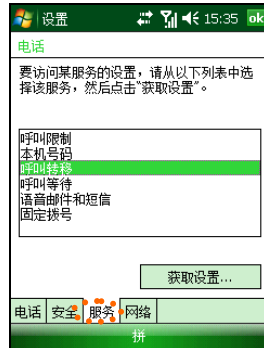 设置 15:35 ok
电话
要访问某服务的设置，请从以下列表中选
择该服务，然后点击"获取设置"。
呼叫限制
本机号码
呼叫转移
呼叫等待
语音邮件和短信
固定拨号
获取设置...
电话 安全 服务 网络
拼